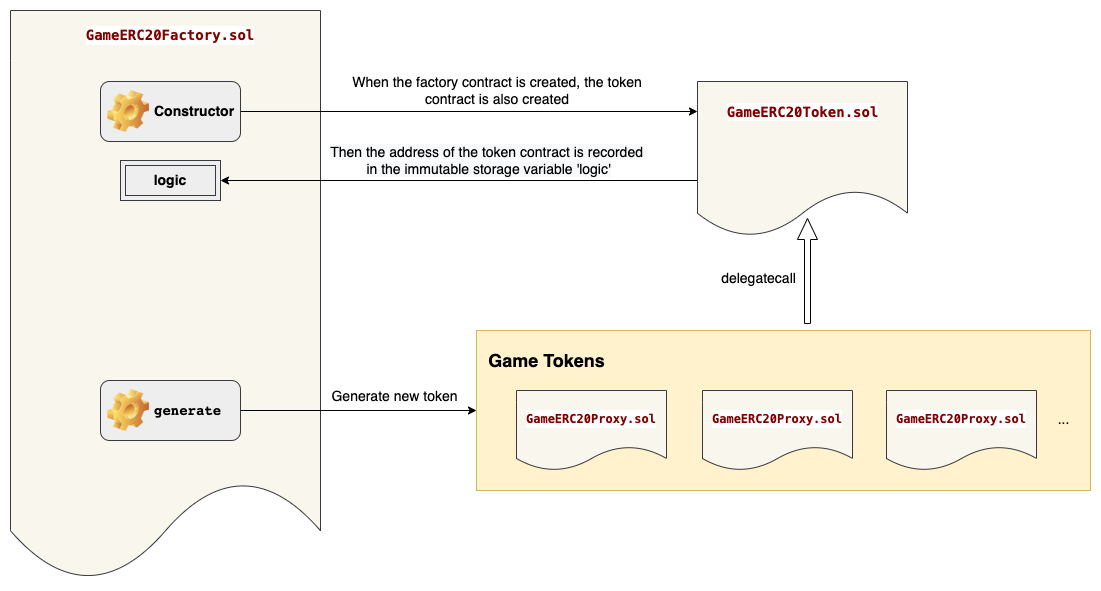 GameERC20Factory.sol
Constructor
When the factory contract is created, the token
contract is also created
GameERC20Token.sol
Then the address of the token contract is recorded
in the immutable storage variable 'logic'
logic
delegatecall
Game Tokens
generate
Generate new token
GameERC20Proxy.sol
GameERC20Proxy.sol
GameERC20Proxy.sol
...